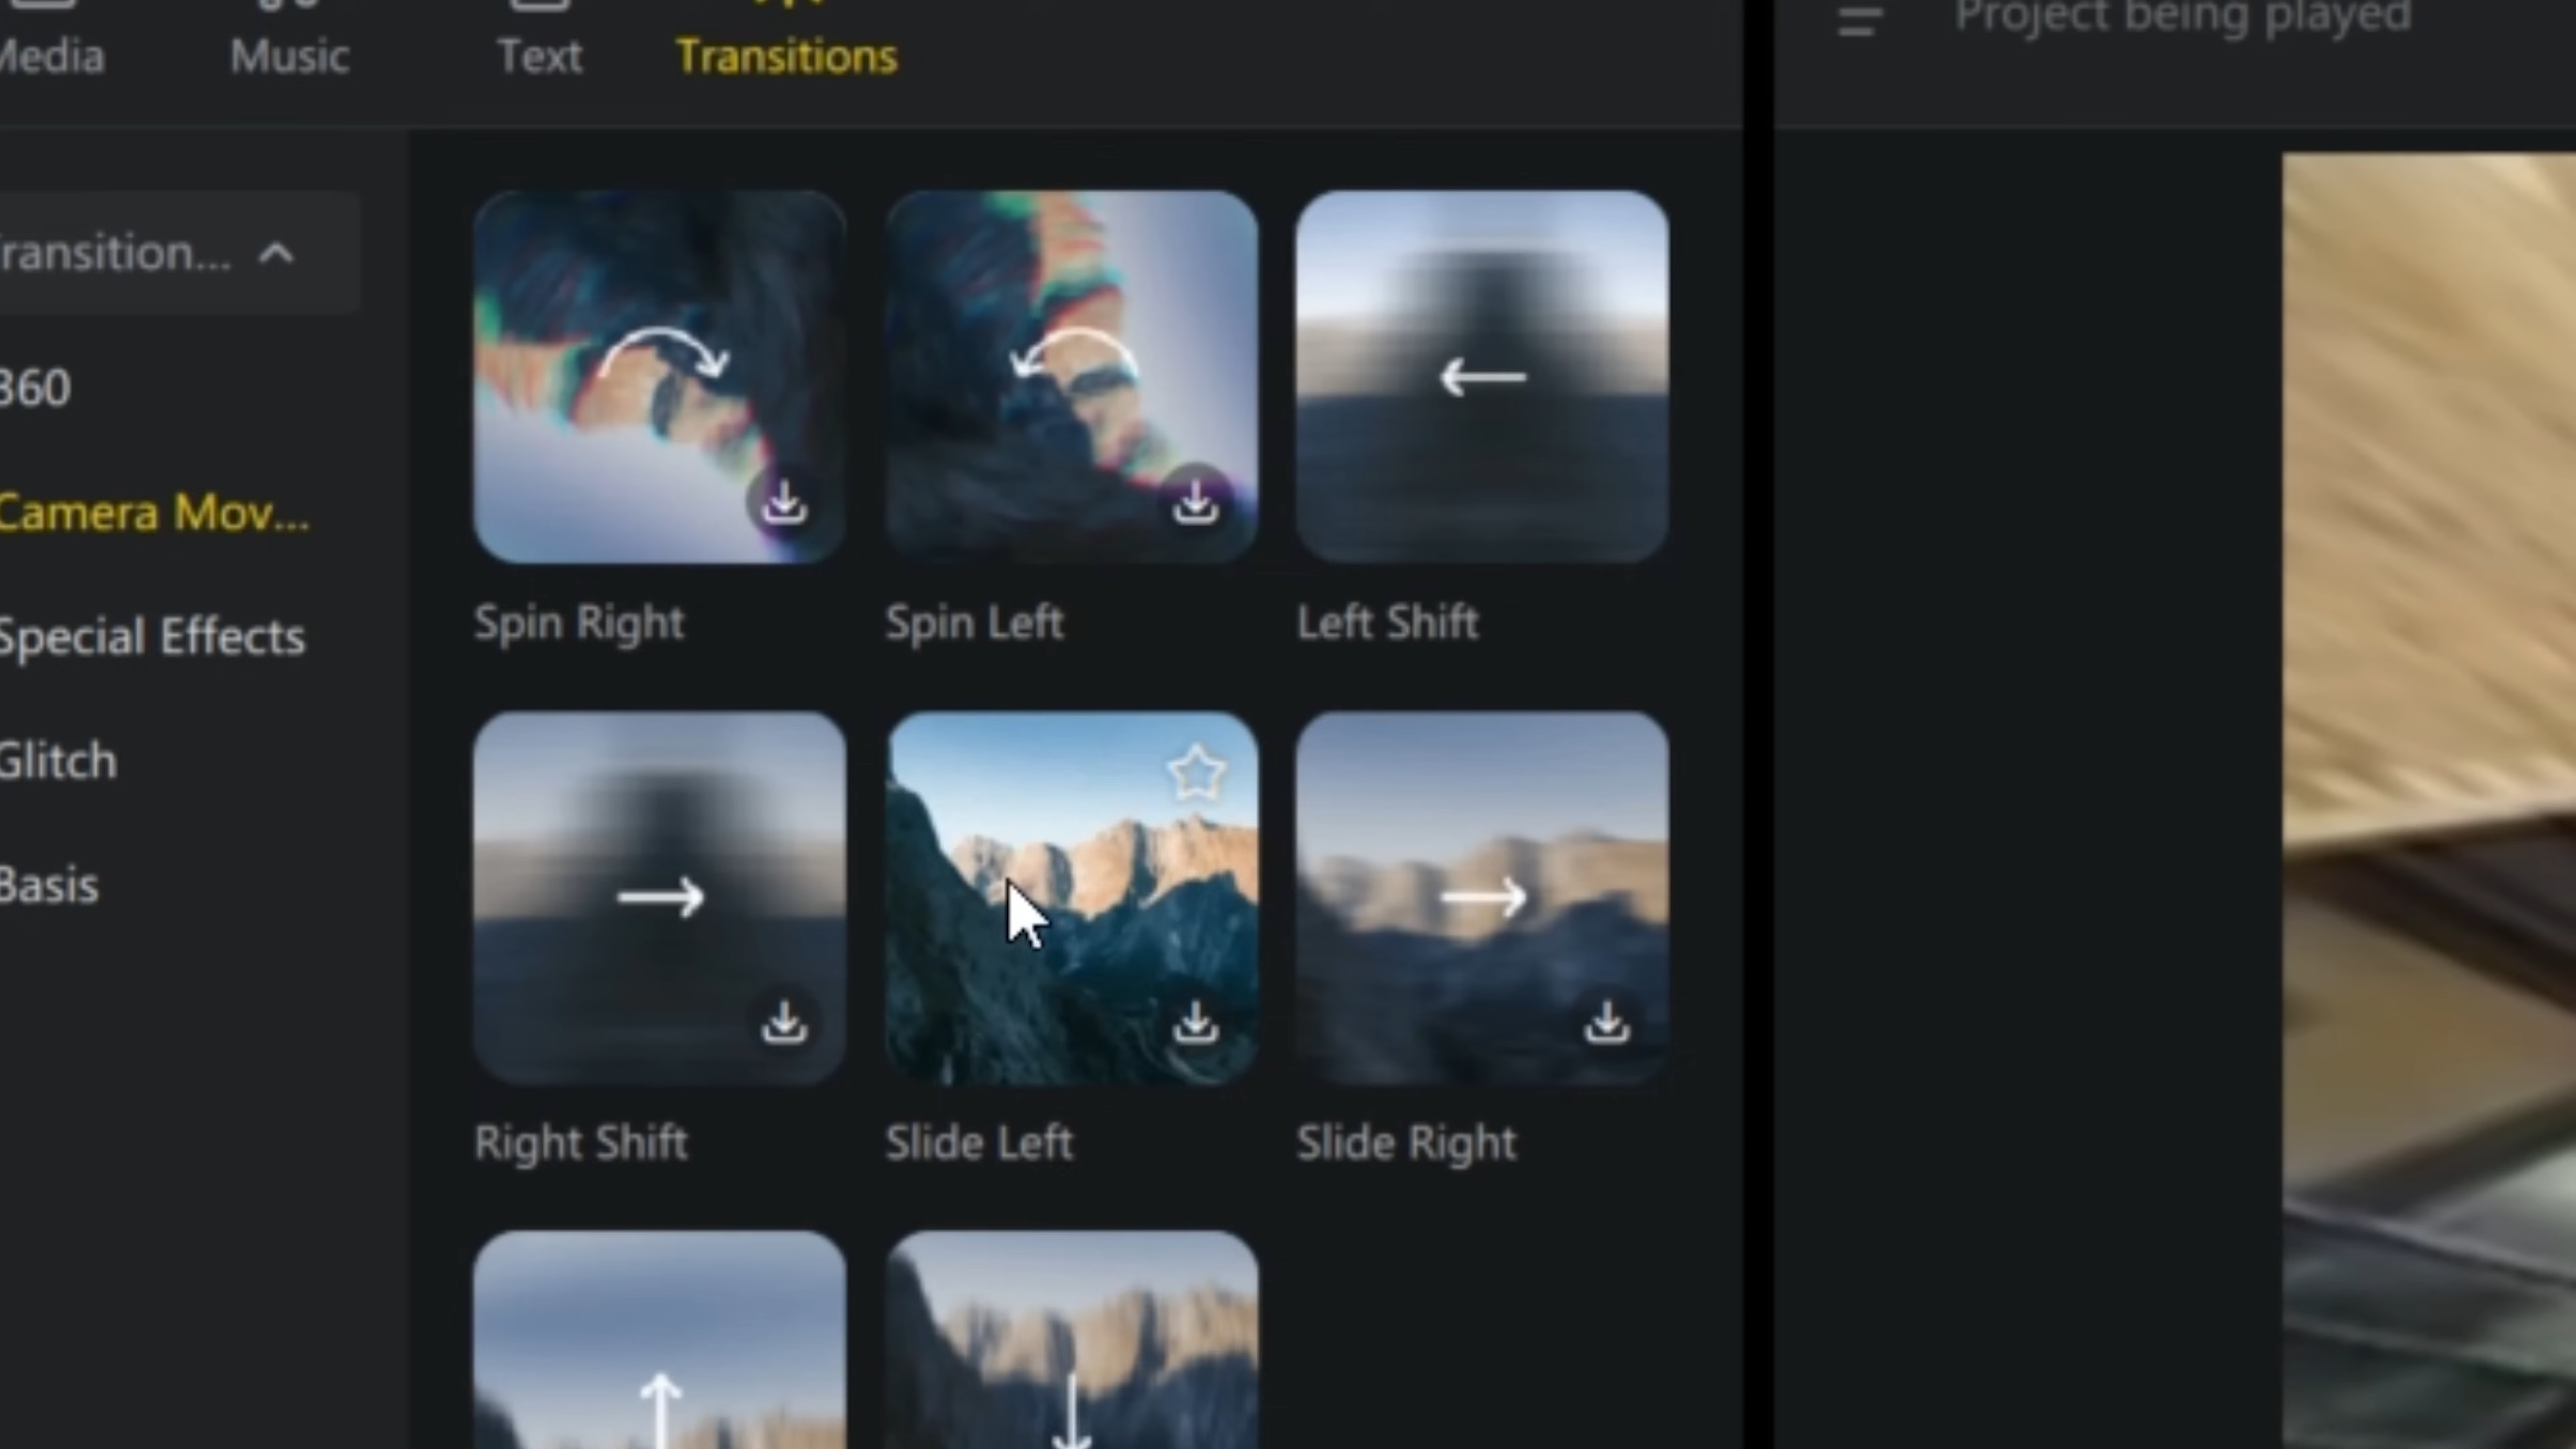 Media
Music
Text
Transitions
Project being played
ransition...
360
Camera Mov...
Special Effects
Glitch
Basis
Spin Right
Spin Left
Left Shift
Right Shift
Slide Left
Slide Right